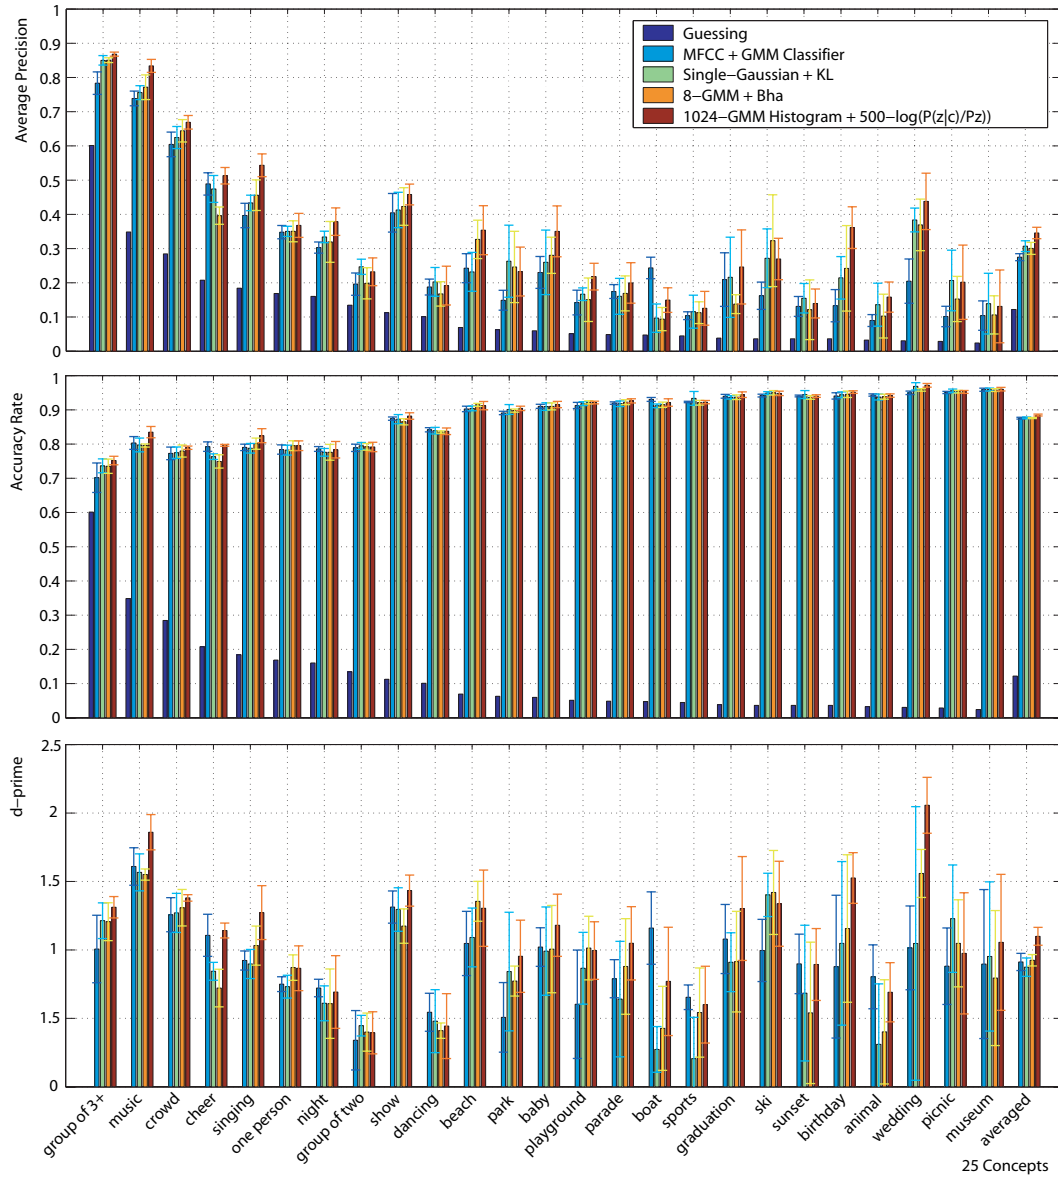 Average Precision
1
0.9
0.8
0.7
0.6
0.5
0.4
0.3
0.2
0.1
0
Guessing
MFCC + GMM Classifier
Single-Gaussian + KL
8-GMM + Bha
1024-GMM Histogram + 500-log(P(z|c)/Pz))
Accuracy Rate
1
0.9
0.8
0.7
0.6
0.5
0.4
0.3
0.2
0.1
0
d-prime
2.5
2
1.5
1
1.5
0
group of 3+
music
crowd
cheer
singing
one person
night
group of two
show
dancing
beach
park
baby
playground
parade
boat
sports
graduation
ski
sunset
birthday
animal
wedding
picnic
museum
averaged
25 Concepts